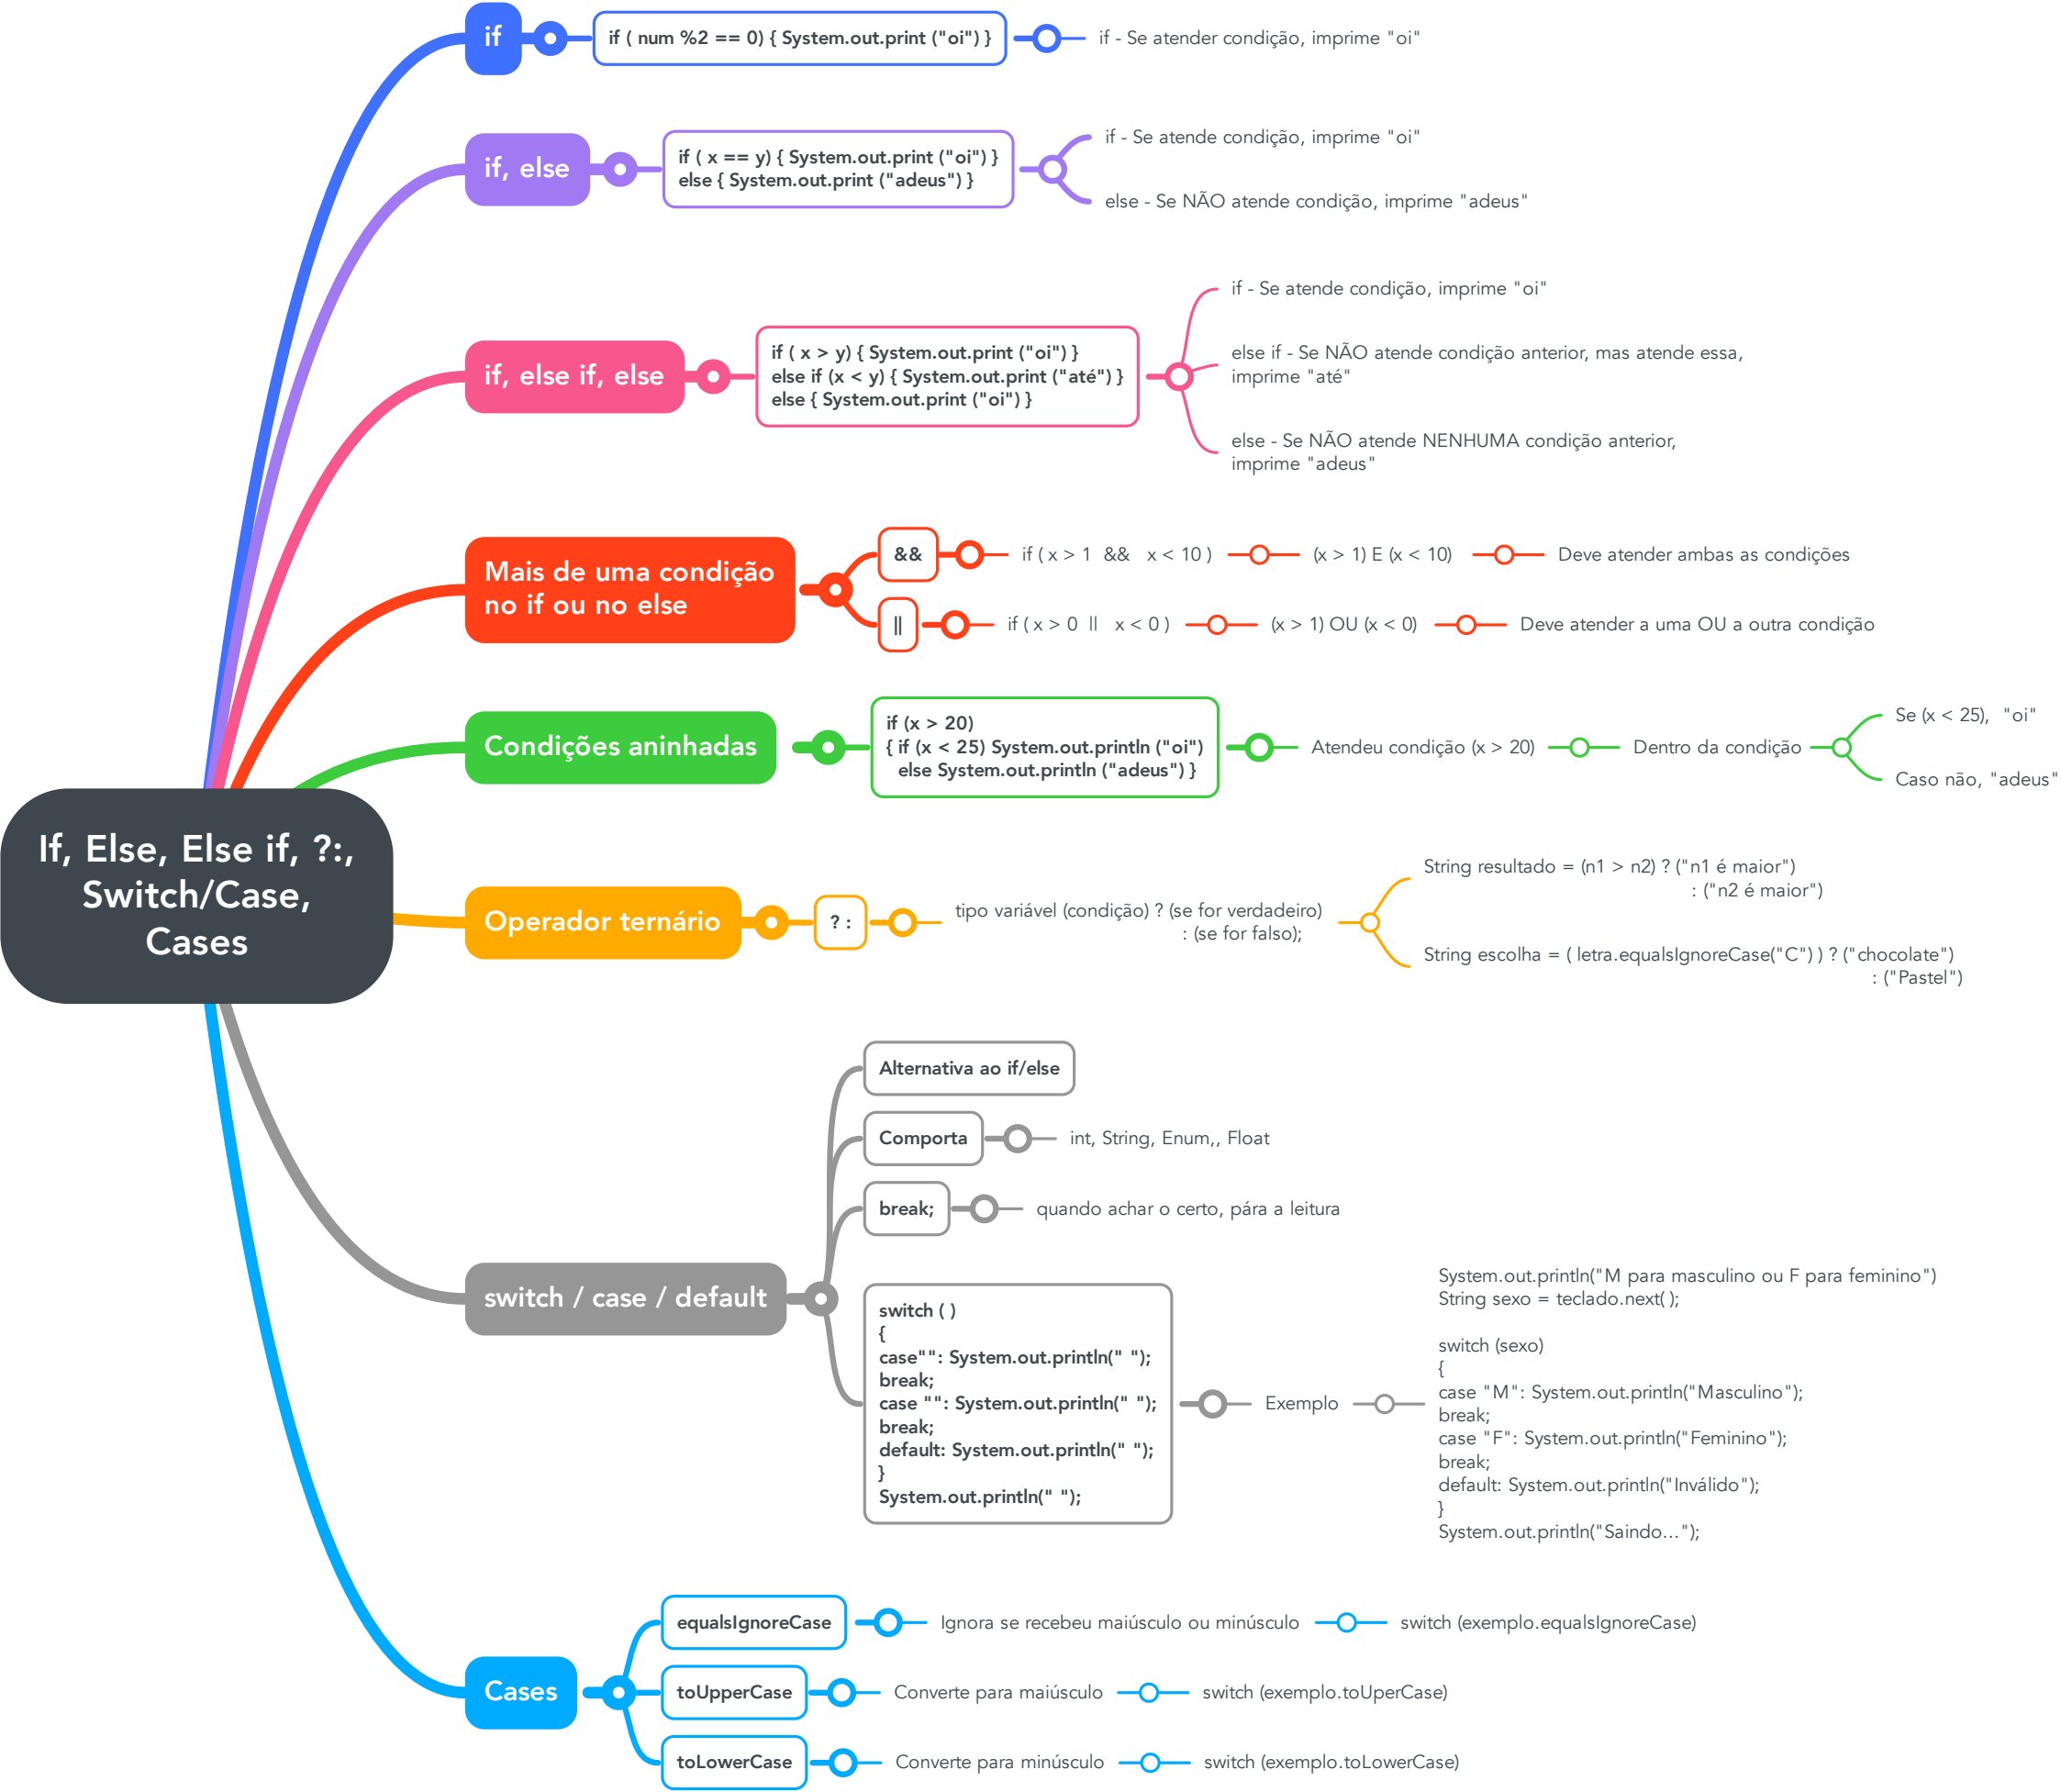 If, Else, Else if, ?:,
Switch/Case,
Cases
if
if ( num %2 == 0) { System.out.print ("oi") }
if - Se atender condição, imprime "oi"
if, else
if ( x == y) { System.out.print ("oi") }
else { System.out.print ("adeus") }
if - Se atende condição, imprime "oi"
else - Se NÃO atende condição, imprime "adeus"
if, else if, else
if ( x > y) { System.out.print ("oi") }
else if (x < y) { System.out.print ("até") }
else { System.out.print ("oi") }
if - Se atende condição, imprime "oi"
else if - Se NÃO atende condição anterior, mas atende essa,
imprime "até"
else - Se NÃO atende NENHUMA condição anterior,
imprime "adeus"
Mais de uma condição
no if ou no else
&&
if ( x > 1 && x < 10 )
(x > 1) E (x < 10)
Deve atender ambas as condições
||
if ( x > 0 || x < 0 )
(x > 1) OU (x < 0)
Deve atender a uma OU a outra condição
Condições aninhadas
if (x > 20)
{ if (x < 25) System.out.println ("oi")
else System.out.println ("adeus") }
Atendeu condição (x > 20)
Dentro da condição
Se (x < 25), "oi"
Caso não, "adeus"
Operador ternário
? :
tipo variável (condição) ? (se for verdadeiro)
: (se for falso);
String resultado = (n1 > n2) ? ("n1 é maior")
: ("n2 é maior")
String escolha = ( letra.equalsIgnoreCase("C") ) ? ("chocolate")
: ("Pastel")
switch / case / default
Alternativa ao if/else
Comporta
int, String, Enum,, Float
break;
quando achar o certo, pára a leitura
switch ( )
{
case"": System.out.println(" ");
break;
case "": System.out.println(" ");
break;
default: System.out.println(" ");
}
System.out.println(" ");
Exemplo
System.out.println("M para masculino ou F para feminino")
String sexo = teclado.next( );
switch (sexo)
{
case "M": System.out.println("Masculino");
break;
case "F": System.out.println("Feminino");
break;
default: System.out.println("Inválido");
}
System.out.println("Saindo...");
Cases
equalsIgnoreCase
Ignora se recebeu maiúsculo ou minúsculo
switch (exemplo.equalsIgnoreCase)
toUpperCase
Converte para maiúsculo
switch (exemplo.toUperCase)
toLowerCase
Converte para minúsculo
switch (exemplo.toLowerCase)